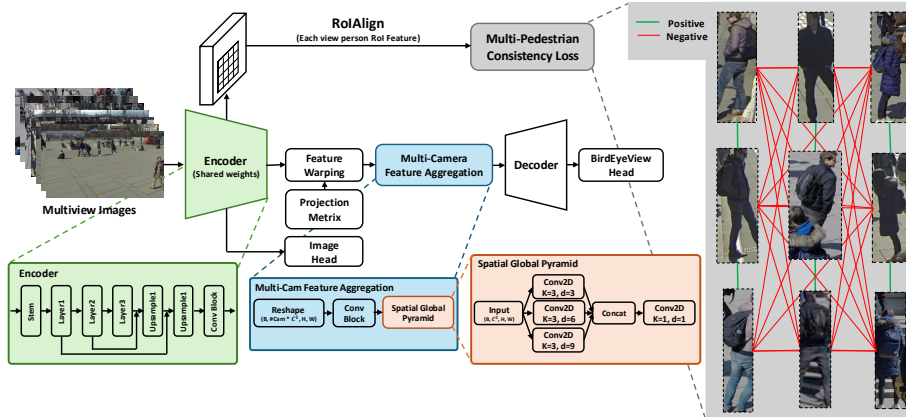 RoIAlign
(Each view person RoI Feature)
Multi-Pedestrian
Consistency Loss
Positive
Negative
Multiview Images
Encoder
(Shared weights)
Feature
Warping
Multi-Camera
Feature Aggregation
Decoder
BirdEyeView
Head
Projection
Metrix
Image
Head
Encoder
Stem
Layer1
Layer2
Layer3
Upsample1
Upsample1
Conv Block
Multi-Cam Feature Aggregation
Reshape
(B, #Cam * C¹, H, W)
Conv
Block
Spatial Global
Pyramid
Spatial Global Pyramid
Input
(B, C², H, W)
Conv2D
K=3, d=3
Conv2D
K=3, d=6
Conv2D
K=3, d=9
Concat
Conv2D
K=1, d=1